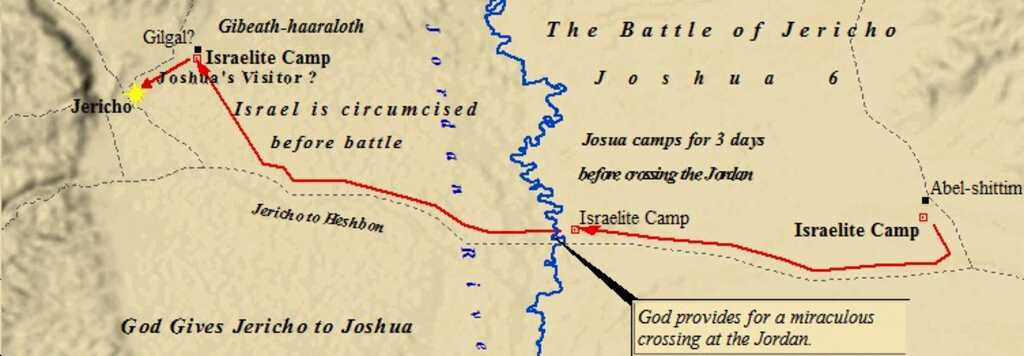 Gibeath-haaraloth
The Battle of Jericho
Gilgal?
Israelite Camp
Joshua's Visitor ?
Joshua 6
Jericho
Israel is circumcised
before battle
Jordan Rive
Josua camps for 3 days
before crossing the Jordan
Abel-shittim
Jericho to Heshbon
Israelite Camp
Israelite Camp
God Gives Jericho to Joshua
God provides for a miraculous
crossing at the Jordan.